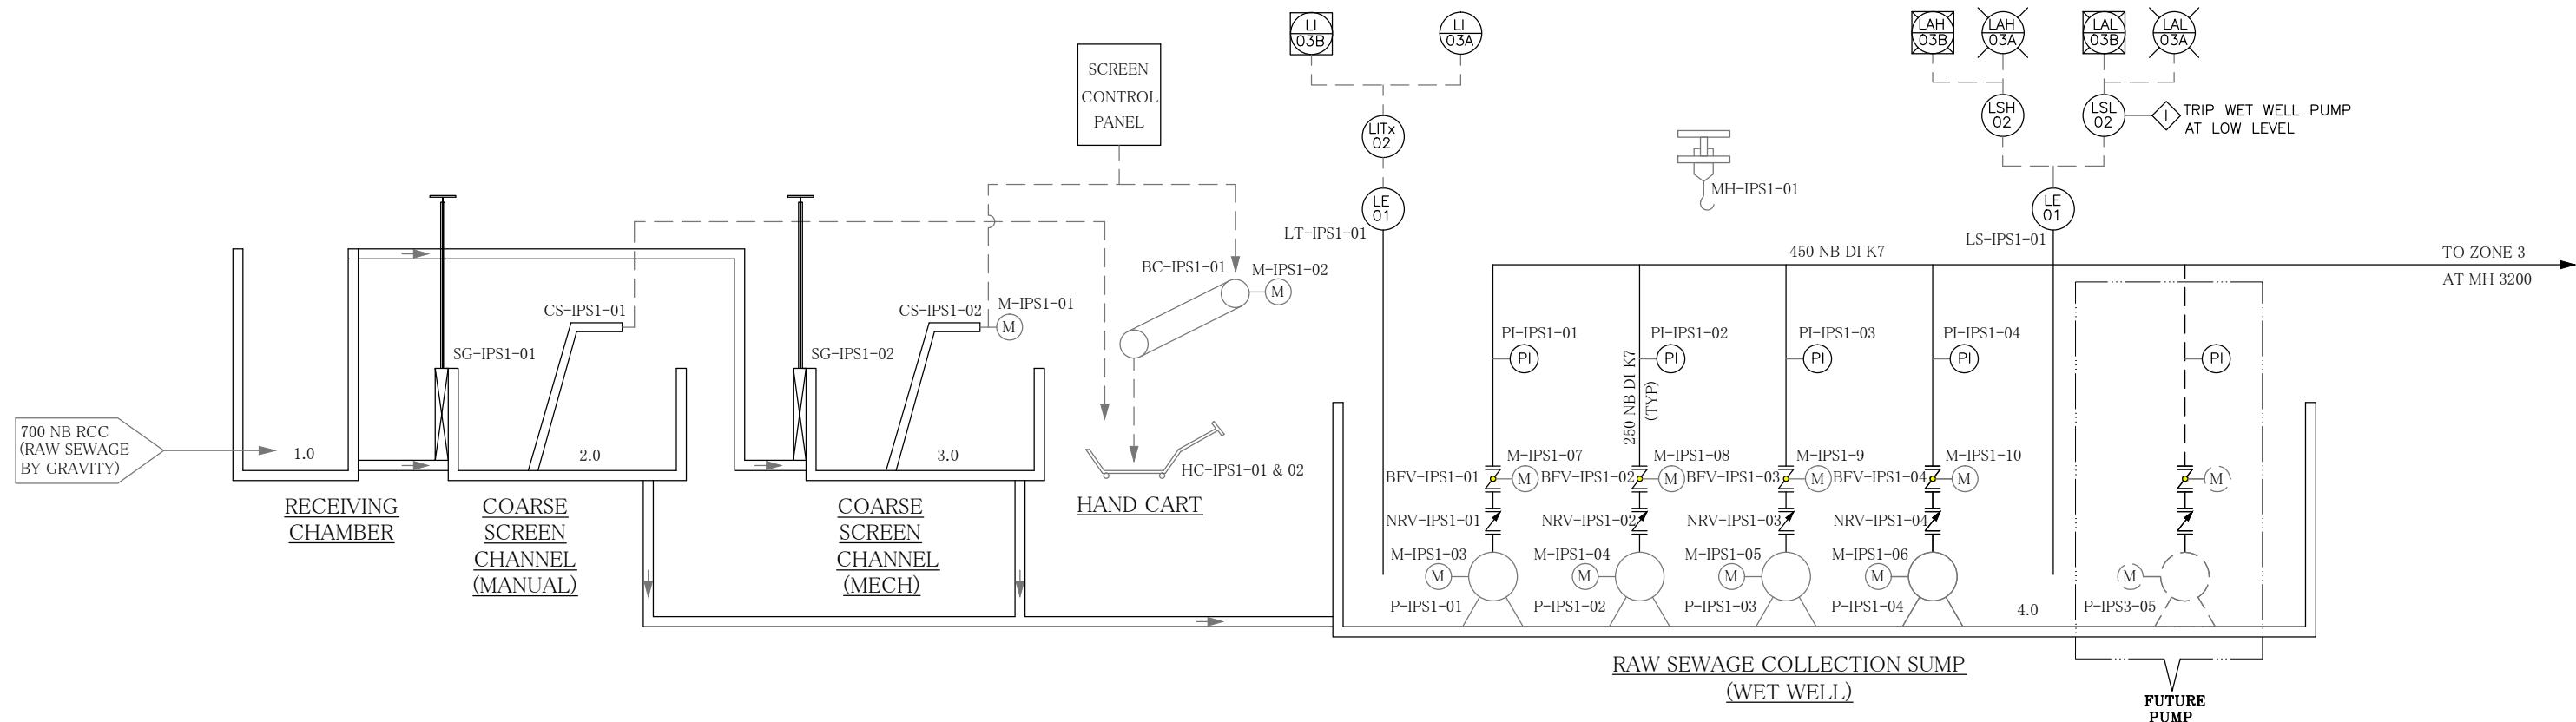 LI
03B
LI
03A
LAH
03B
LAH
03A
LAL
03B
LAL
03A
SCREEN
CONTROL
PANEL
LITx
02
LSH
02
LSL
02
I
TRIP WET WELL PUMP
AT LOW LEVEL
MH-IPS1-01
LE
01
LT-IPS1-01
LE
01
LS-IPS1-01
450 NB DI K7
TO ZONE 3
AT MH 3200
BC-IPS1-01
M-IPS1-02
M
CS-IPS1-01
CS-IPS1-02
M-IPS1-01
M
SG-IPS1-01
SG-IPS1-02
PI-IPS1-01
PI
PI-IPS1-02
PI
PI-IPS1-03
PI
PI-IPS1-04
PI
PI
250 NB DI K7
(TYP)
700 NB RCC
(RAW SEWAGE
BY GRAVITY)
1.0
2.0
3.0
HC-IPS1-01 & 02
HAND CART
RECEIVING
CHAMBER
COARSE
SCREEN
CHANNEL
(MANUAL)
COARSE
SCREEN
CHANNEL
(MECH)
M-IPS1-07
BFV-IPS1-01
M
M-IPS1-08
BFV-IPS1-02
M
M-IPS1-9
BFV-IPS1-03
M
M-IPS1-10
BFV-IPS1-04
M
M
NRV-IPS1-01
NRV-IPS1-02
NRV-IPS1-03
NRV-IPS1-04
M-IPS1-03
M
M-IPS1-04
M
M-IPS1-05
M
M-IPS1-06
M
M
P-IPS1-01
P-IPS1-02
P-IPS1-03
P-IPS1-04
4.0
P-IPS3-05
RAW SEWAGE COLLECTION SUMP
(WET WELL)
FUTURE
PUMP